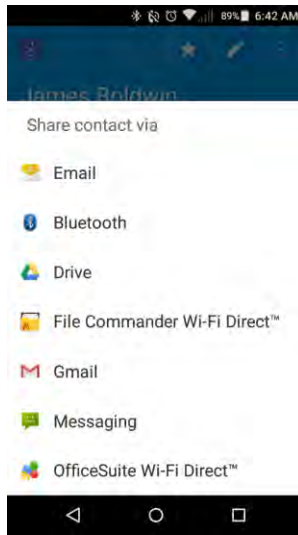 89% 6:42 AM
James Boldwin
Share contact via
Email
Bluetooth
Drive
File Commander Wi-Fi Direct™
Gmail
Messaging
OfficeSuite Wi-Fi Direct™